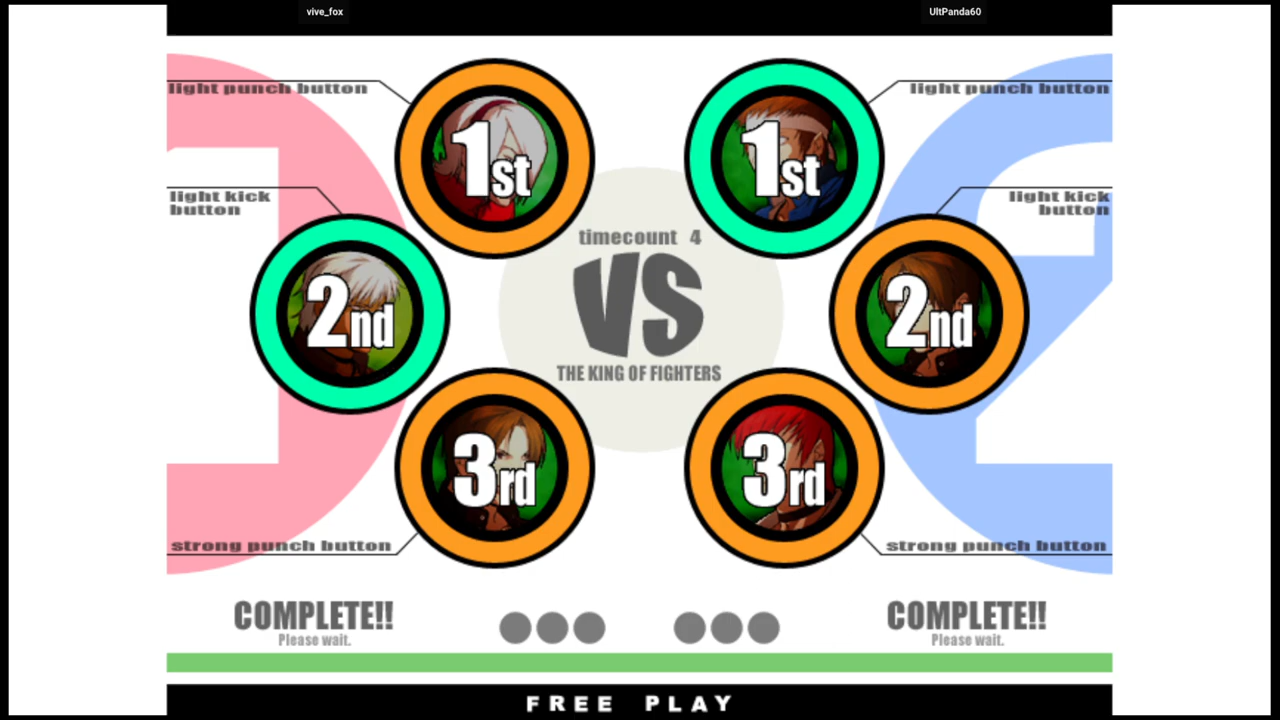 vive_fox
UltPanda60
light punch button
light punch button
1st
1st
light kick
button
light kick
button
timecount 4
VS
THE KING OF FIGHTERS
2nd
2nd
3rd
3rd
strong punch button
strong punch button
COMPLETE!!
Please wait.
COMPLETE!!
Please wait.
FREE PLAY